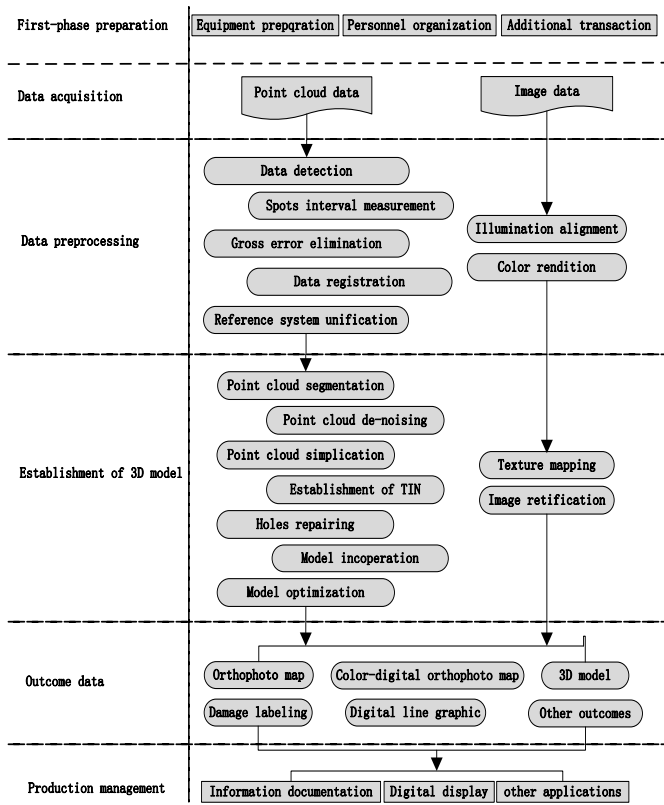 First-phase preparation
Equipment prepqration
Personnel organization
Additional transaction
Data acquisition
Point cloud data
Image data
Data preprocessing
Data detection
Spots interval measurement
Gross error elimination
Data registration
Reference system unification
Illumination alignment
Color rendition
Establishment of 3D model
Point cloud segmentation
Point cloud de-noising
Point cloud simplication
Establishment of TIN
Holes repairing
Model incoperation
Model optimization
Texture mapping
Image retification
Outcome data
Orthophoto map
Color-digital orthophoto map
3D model
Damage labeling
Digital line graphic
Other outcomes
Production management
Information documentation
Digital display
other applications